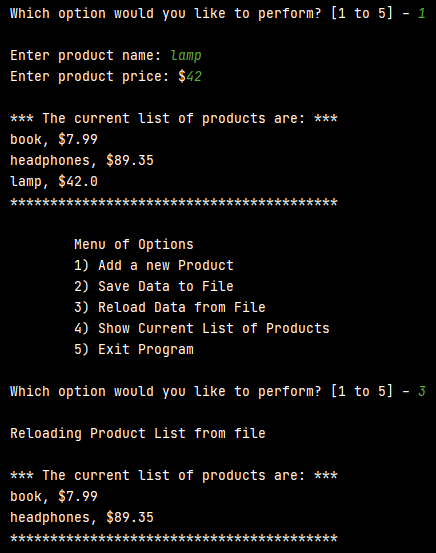 Which option would you like to perform? [1 to 5] - 1
Enter product name: lamp
Enter product price: $42
*** The current list of products are: ***
book, $7.99
headphones, $89.35
lamp, $42.0
*****************************************
Menu of Options
1) Add a new Product
2) Save Data to File
3) Reload Data from File
4) Show Current List of Products
5) Exit Program
Which option would you like to perform? [1 to 5] - 3
Reloading Product List from file
*** The current list of products are: ***
book, $7.99
headphones, $89.35
*****************************************